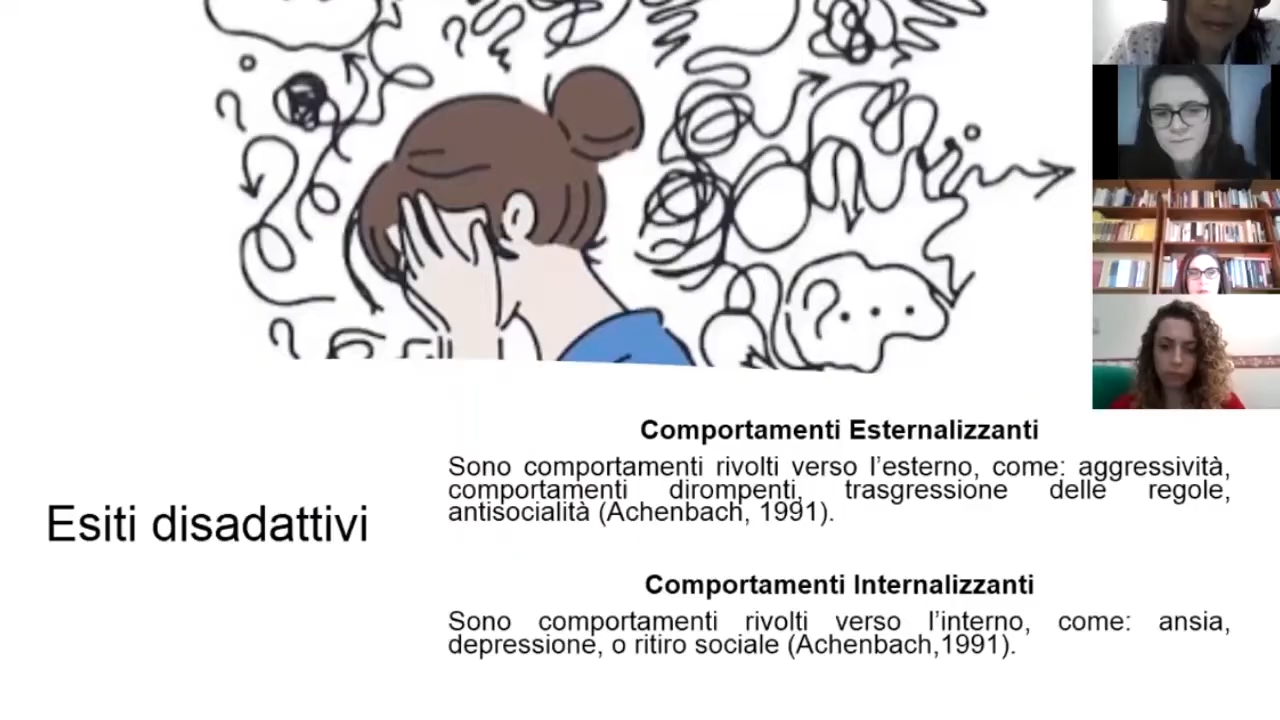 Comportamenti Esternalizzanti
Sono comportamenti rivolti verso l’esterno, come: aggressività,
comportamenti dirompenti, trasgressione delle regole,
antisocialità (Achenbach, 1991).
Esiti disadattivi
Comportamenti Internalizzanti
Sono comportamenti rivolti verso l’interno, come: ansia,
depressione, o ritiro sociale (Achenbach,1991).